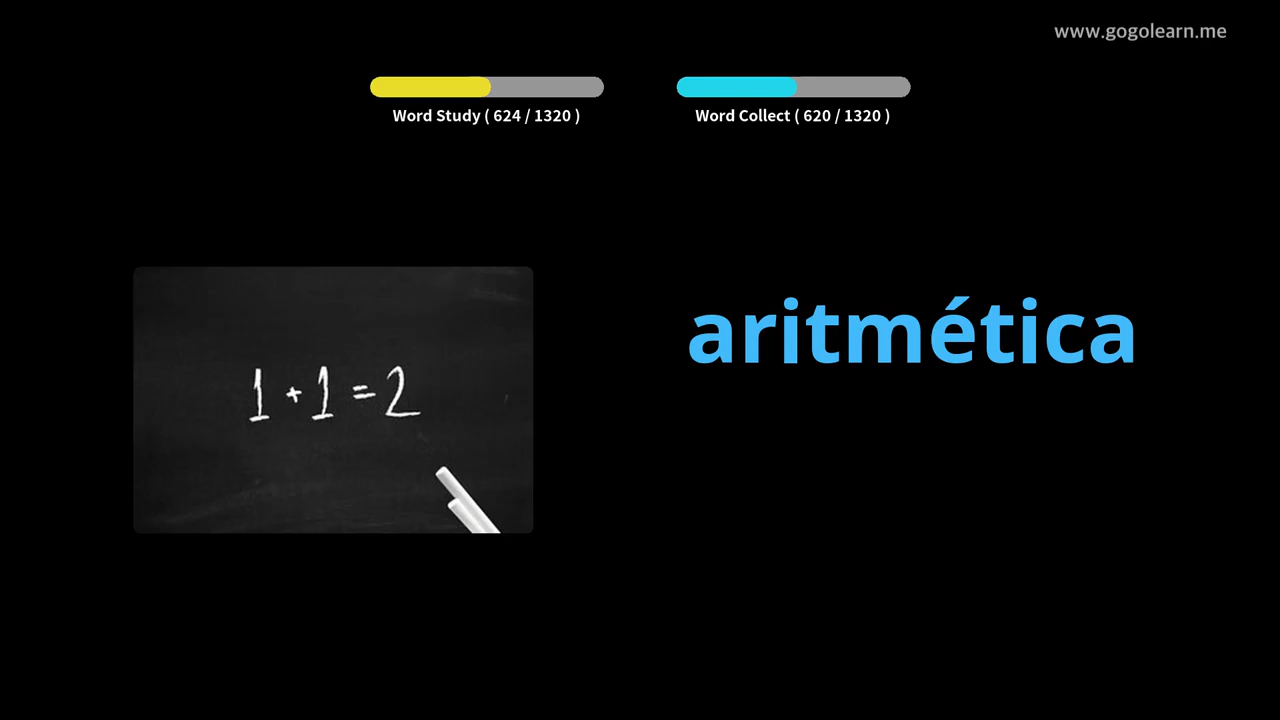 www.gogolearn.me
Word Study ( 624 / 1320 )
Word Collect ( 620 / 1320 )
aritmética
1 + 1 = 2